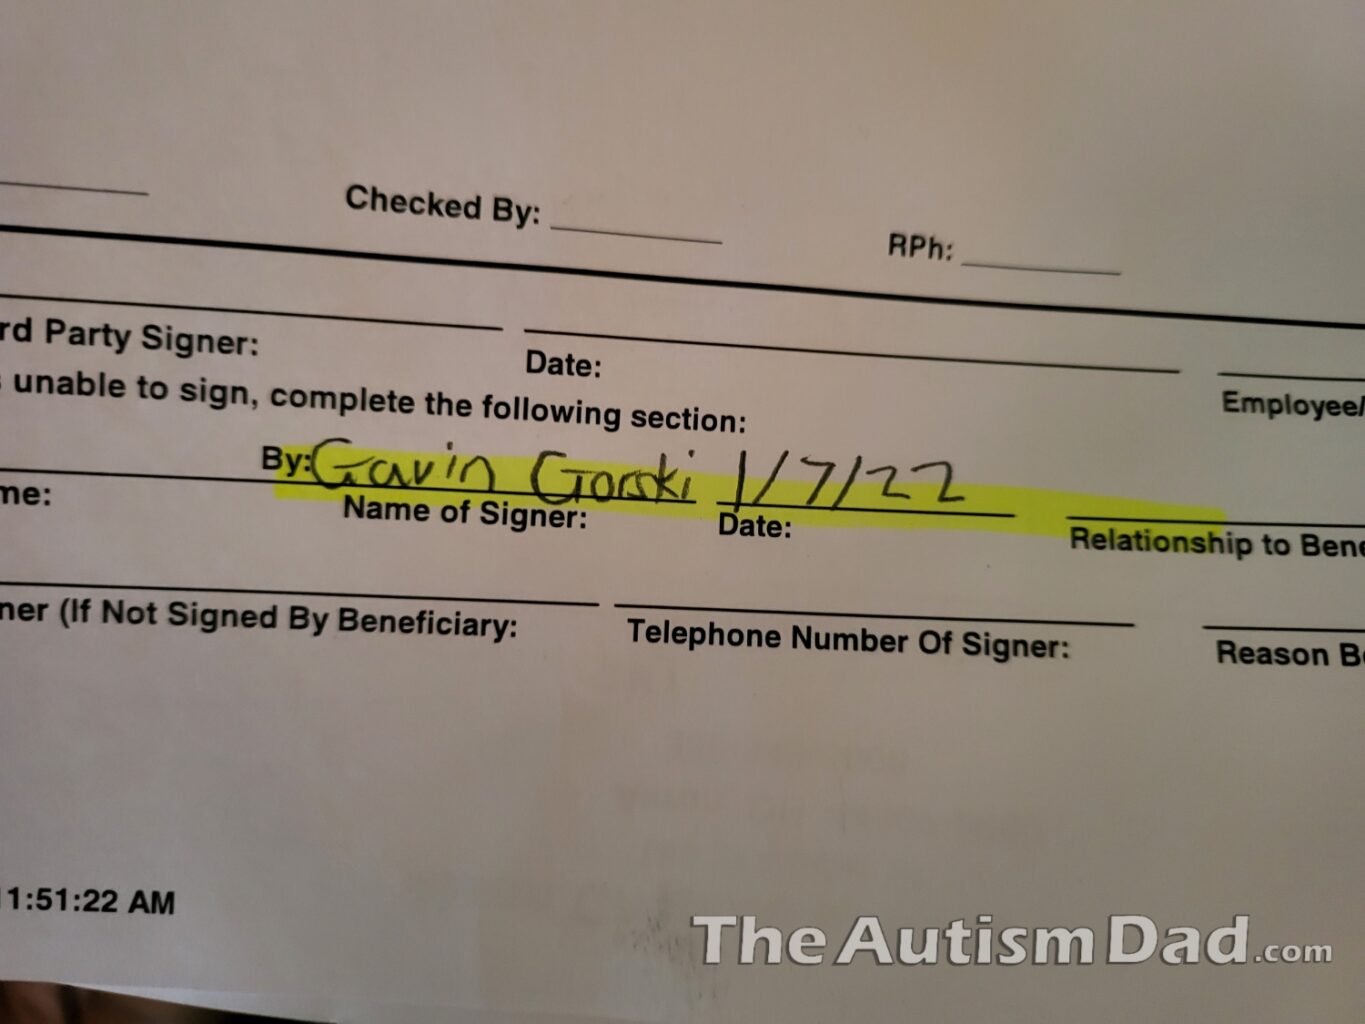 Checked By:
RPh:
rd Party Signer:
Date:
Employee/
unable to sign, complete the following section:
By: Gavin Gorski 1/7/22
me:
Name of Signer:
Date:
Relationship to Bene
ner (If Not Signed By Beneficiary:
Telephone Number Of Signer:
Reason B
1:51:22 AM
TheAutismDad.com